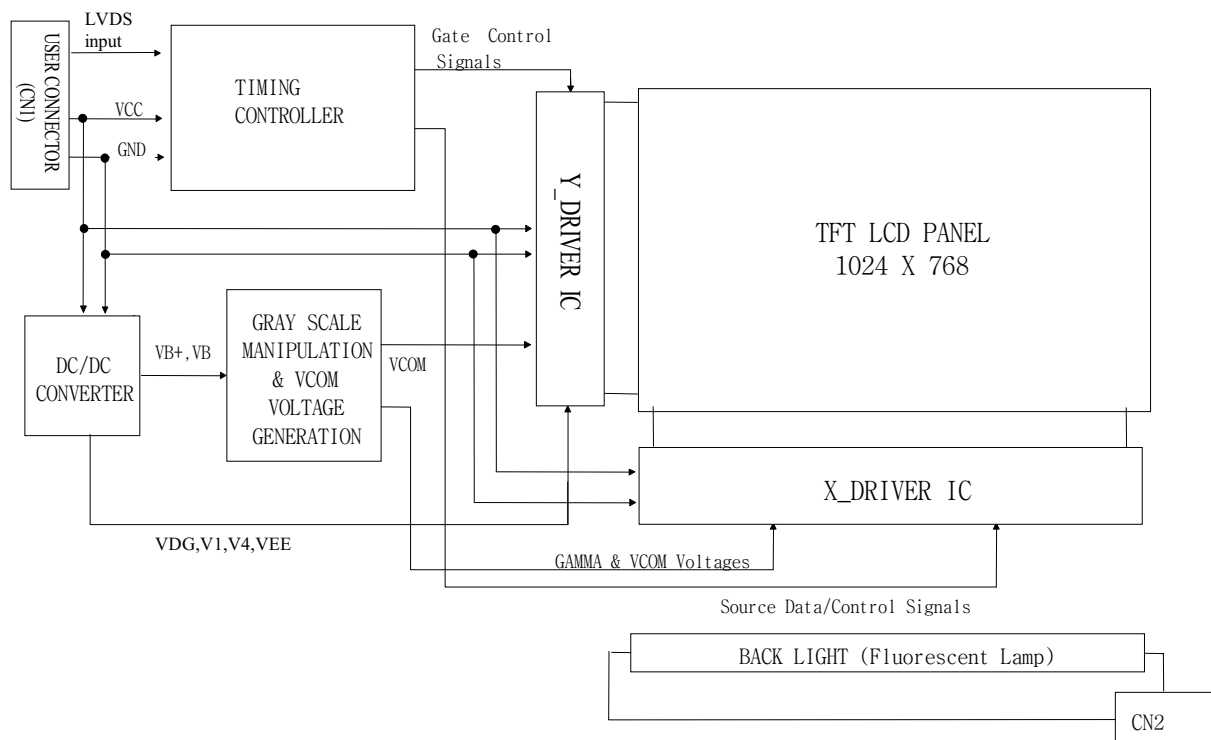 LVDS
input
USER CONNECTOR
(CN1)
VCC
GND
TIMING
CONTROLLER
Gate Control
Signals
Y_DRIVER IC
TFT LCD PANEL
1024 X 768
DC/DC
CONVERTER
VB+,VB
GRAY SCALE
MANIPULATION
& VCOM
VOLTAGE
GENERATION
VCOM
X_DRIVER IC
VDG,V1,V4,VEE
GAMMA & VCOM Voltages
Source Data/Control Signals
BACK LIGHT (Fluorescent Lamp)
CN2